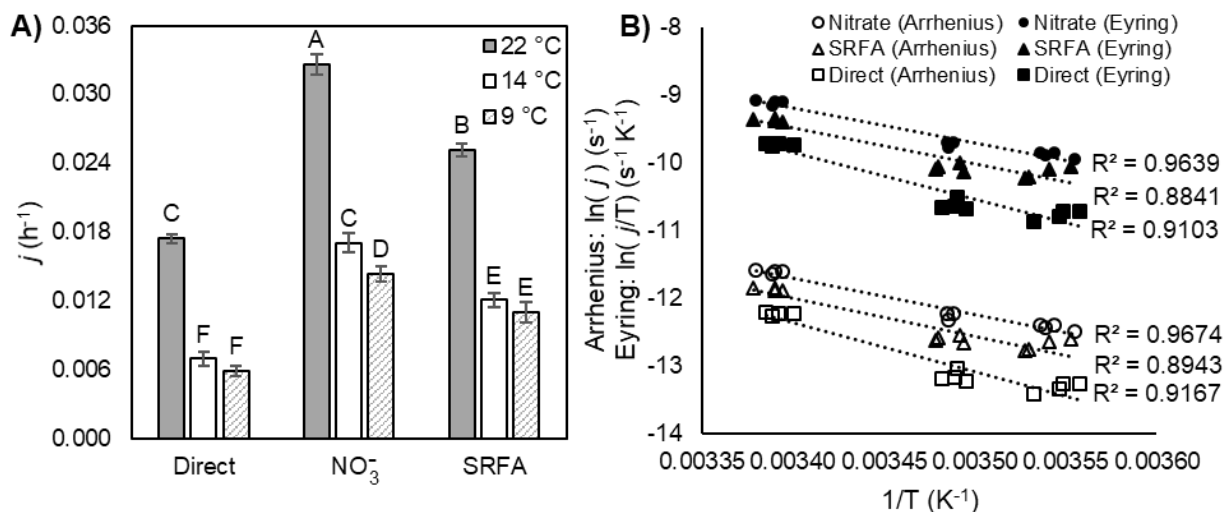 A)
0.036
0.030
0.024
0.018
0.012
0.006
0.000
j (h⁻¹)
22 °C
14 °C
9 °C
C
F
F
A
C
D
B
E
E
Direct
NO₃⁻
SRFA
B)
Nitrate (Arrhenius)
Nitrate (Eyring)
SRFA (Arrhenius)
SRFA (Eyring)
Direct (Arrhenius)
Direct (Eyring)
Arrhenius: ln( j ) (s⁻¹)
Eyring: ln( j/T) (s⁻¹ K⁻¹)
-8
-9
-10
-11
-12
-13
-14
R² = 0.9639
R² = 0.8841
R² = 0.9103
R² = 0.9674
R² = 0.8943
R² = 0.9167
0.00335 0.00340 0.00345 0.00350 0.00355 0.00360
1/T (K⁻¹)